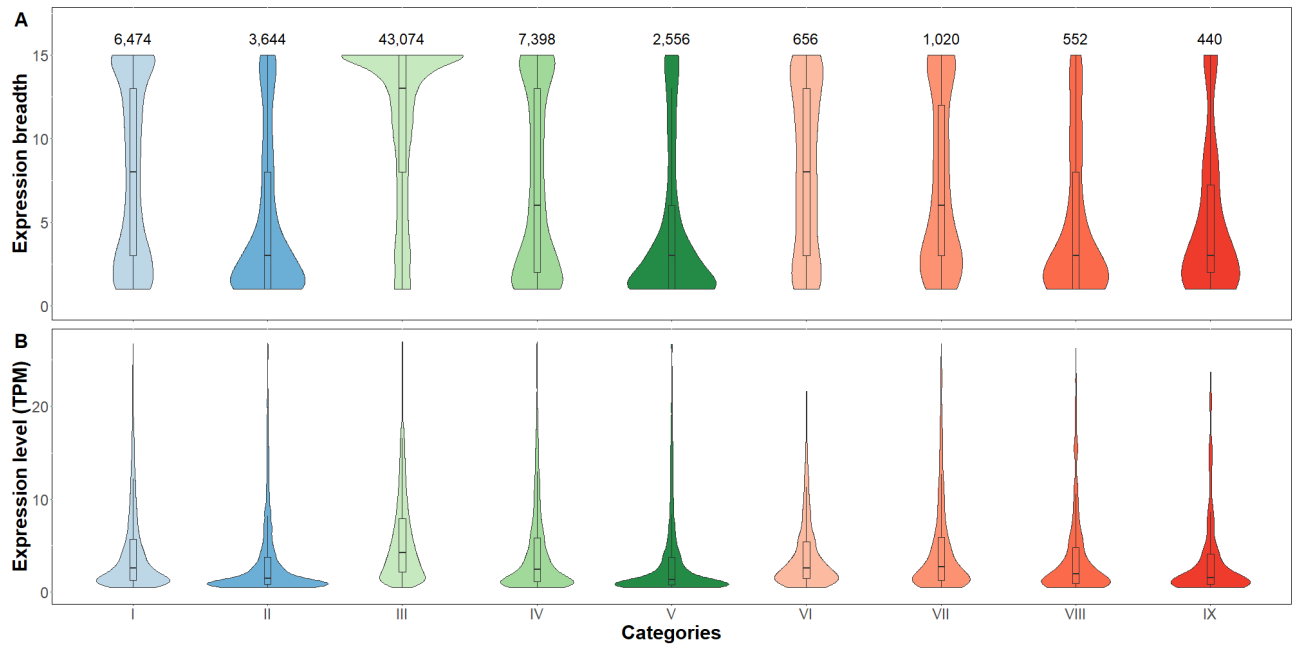 A
6,474 3,644 43,074 7,398 2,556 656 1,020 552 440
Expression breadth
15
10
5
0
B
Expression level (TPM)
20
10
0
I II III IV V VI VII VIII IX
Categories